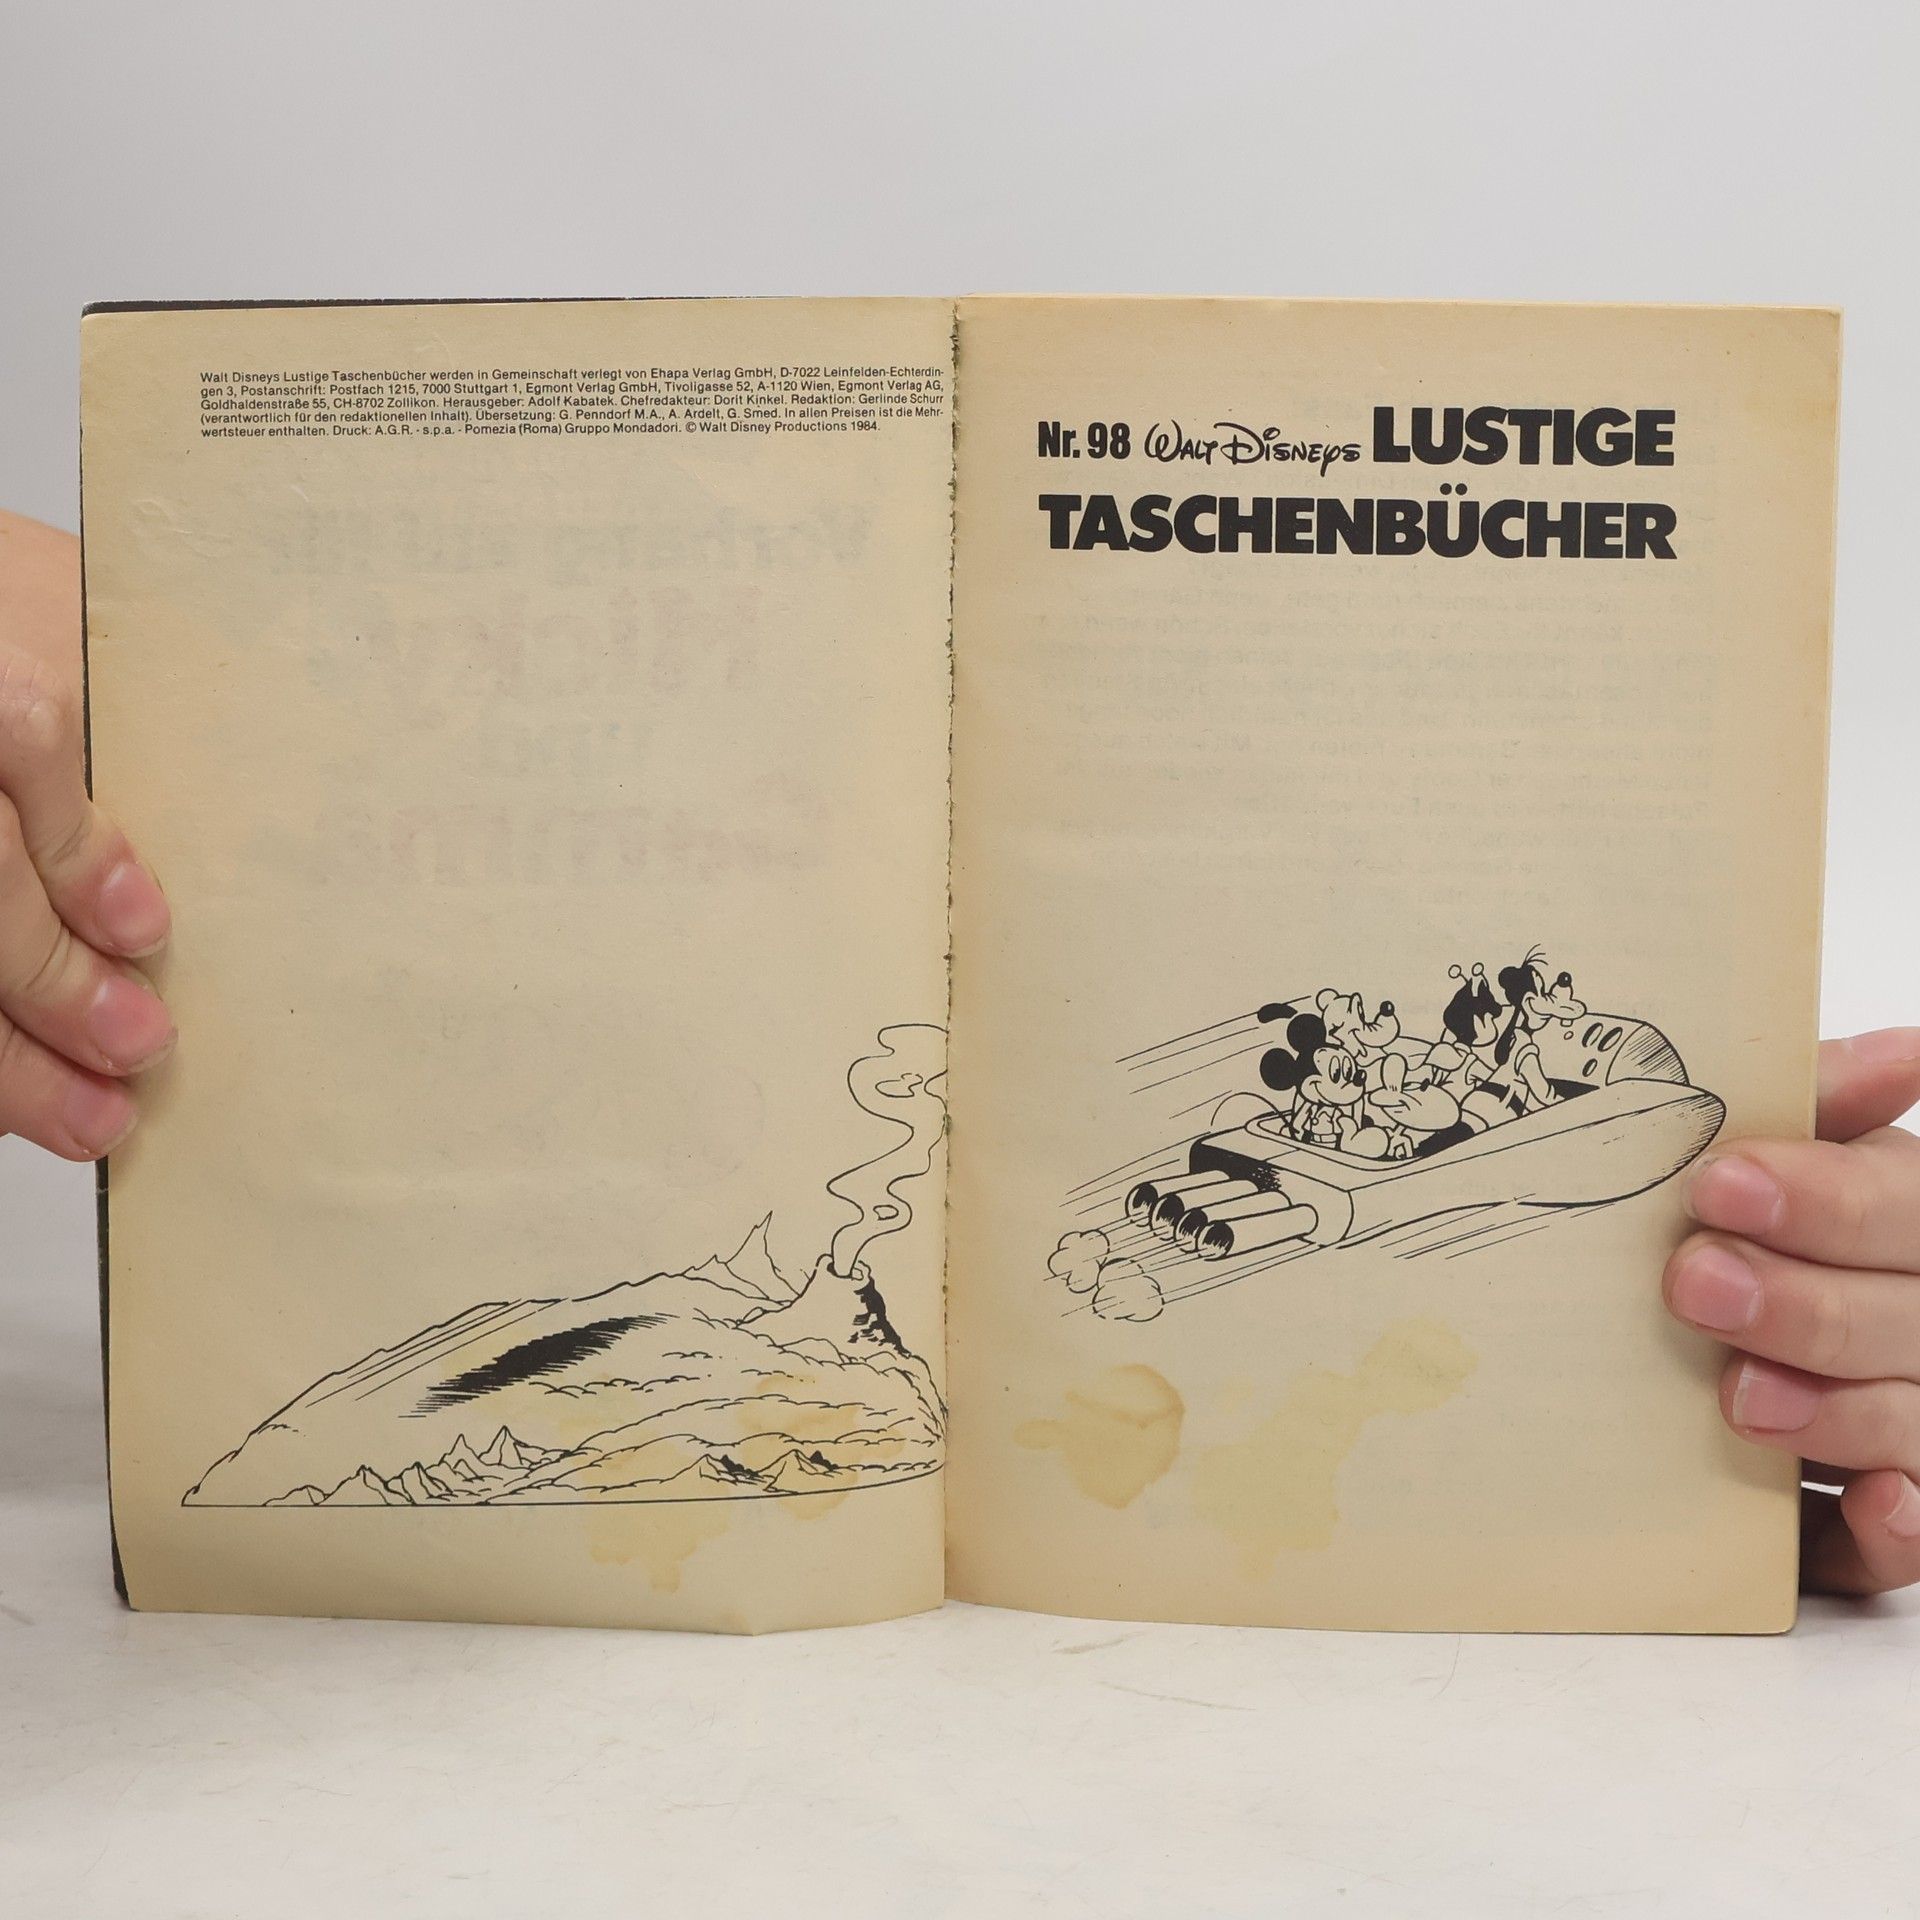 Walt Disneys Lustige Taschenbücher werden in Gemeinschaft verlegt von Ehapa Verlag GmbH, D-7022 Leinfelden-Echterdin-
gen 3, Postanschrift: Postfach 1215, 7000 Stuttgart 1, Egmont Verlag GmbH, Tivoligasse 52, A-1120 Wien, Egmont Verlag AG,
Goldhaldenstraße 55, CH-8702 Zollikon. Herausgeber: Adolf Kabatek. Chefredakteur: Dorit Kinkel. Redaktion: Gerlinde Schurr
(verantwortlich für den redaktionellen Inhalt). Übersetzung: G. Penndorf M.A., A. Ardelt, G. Smed. In allen Preisen ist die Mehr-
wertsteuer enthalten. Druck: A.G.R. - s.p.a. - Pomezia (Roma) Gruppo Mondadori. © Walt Disney Productions 1984.
Nr. 98 WALT DISNEYS LUSTIGE
TASCHENBÜCHER